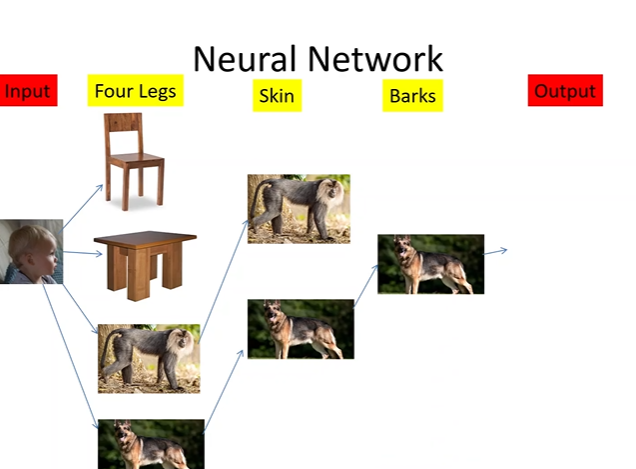 Neural Network
Input
Four Legs
Skin
Barks
Output